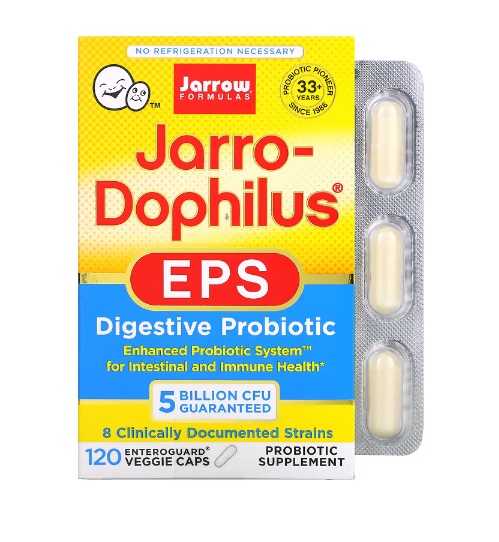 NO REFRIGERATION NECESSARY
TM
Jarrow
FORMULAS
PROBIOTIC PIONEER
33+
YEARS
SINCE 1986
Jarro-
Dophilus®
EPS
Digestive Probiotic
Enhanced Probiotic System™
for Intestinal and Immune Health*
5 BILLION CFU
GUARANTEED
8 Clinically Documented Strains
120 ENTEROGUARD®
VEGGIE CAPS
PROBIOTIC
SUPPLEMENT